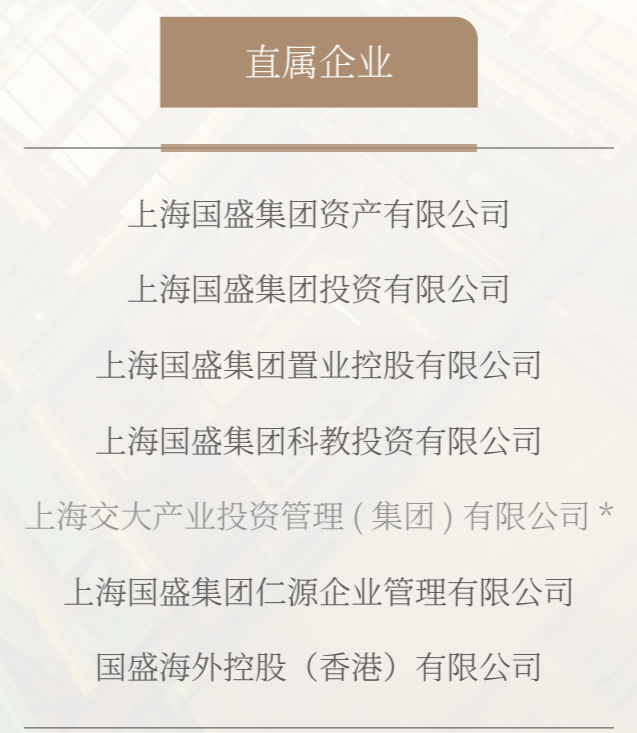 直属企业
上海国盛集团资产有限公司
上海国盛集团投资有限公司
上海国盛集团置业控股有限公司
上海国盛集团科教投资有限公司
上海交大产业投资管理(集团)有限公司*
上海国盛集团仁源企业管理有限公司
国盛海外控股（香港）有限公司